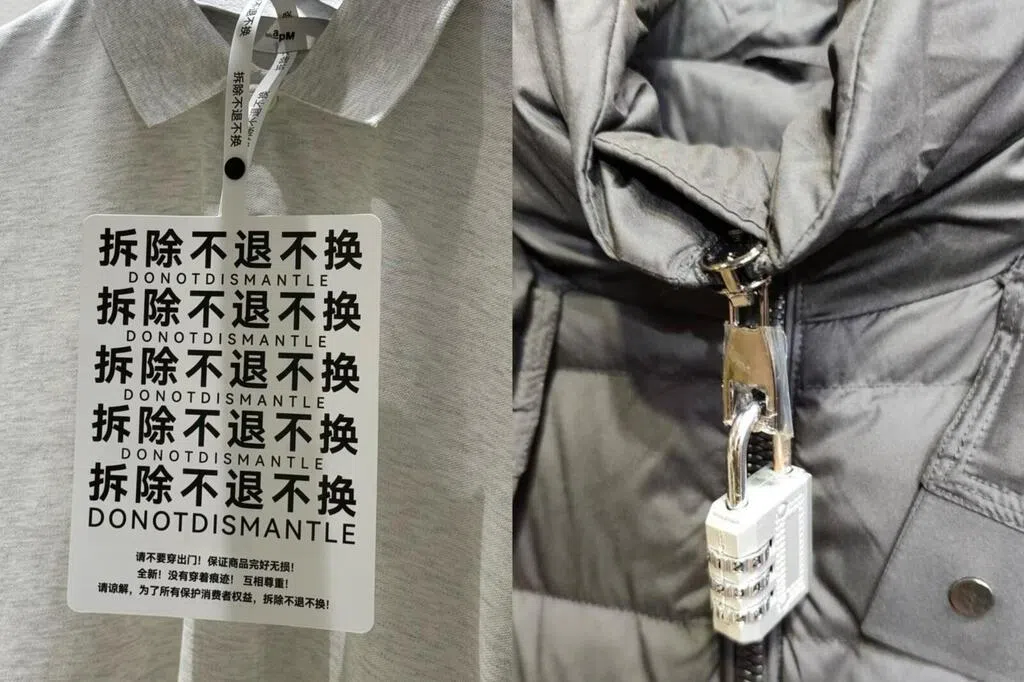 拆除不退不换
拆除不退不换
DONOTDISMANTLE
拆除不退不换
DONOTDISMANTLE
拆除不退不换
DONOTDISMANTLE
拆除不退不换
DONOTDISMANTLE
拆除不退不换
DONOTDISMANTLE
请不要穿出门！保证商品完好无损！
全新！没有穿着痕迹！ 互相尊重！
请谅解，为了所有保护消费者权益，拆除不退不换！